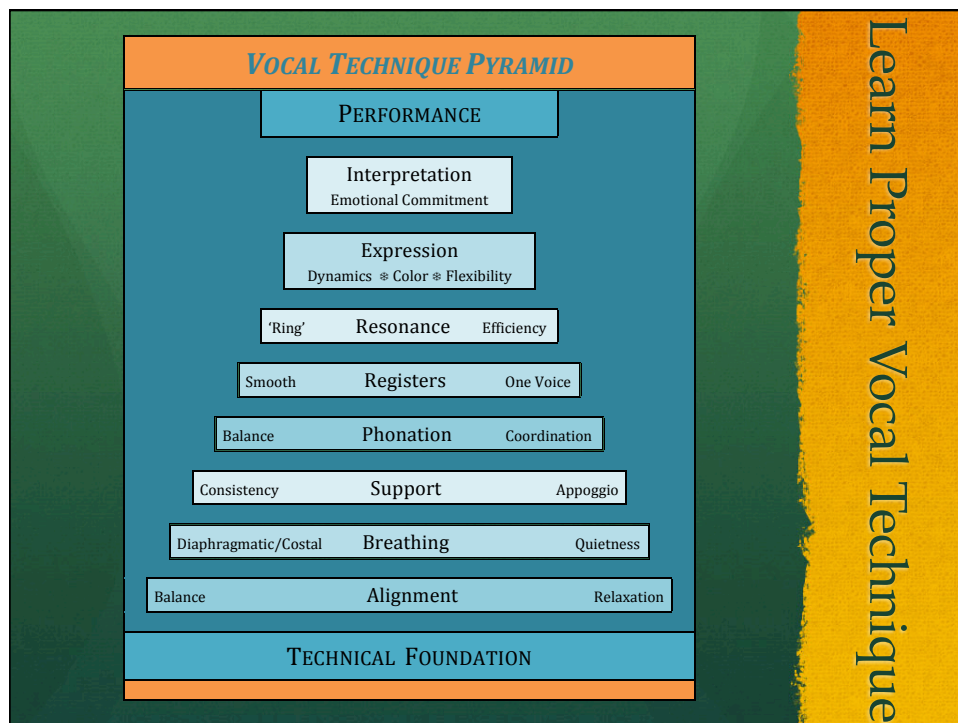 VOCAL TECHNIQUE PYRAMID
PERFORMANCE
Interpretation
Emotional Commitment
Expression
Dynamics ❄ Color ❄ Flexibility
‘Ring’ Resonance Efficiency
Smooth Registers One Voice
Balance Phonation Coordination
Consistency Support Appoggio
Diaphragmatic/Costal Breathing Quietness
Balance Alignment Relaxation
TECHNICAL FOUNDATION
Learn Proper Vocal Technique